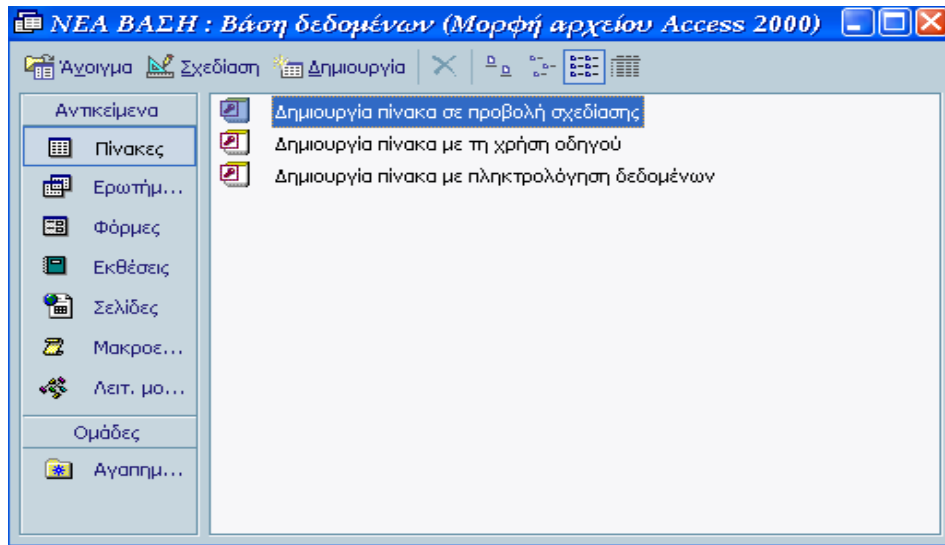 ΝΕΑ ΒΑΣΗ : Βάση δεδομένων (Μορφή αρχείου Access 2000)
Άνοιγμα Σχεδίαση Δημιουργία
Αντικείμενα
Πίνακες
Ερωτήμ...
Φόρμες
Εκθέσεις
Σελίδες
Μακροε...
Λειτ. μο...
Ομάδες
Αγαπημ...
Δημιουργία πίνακα σε προβολή σχεδίασης
Δημιουργία πίνακα με τη χρήση οδηγού
Δημιουργία πίνακα με πληκτρολόγηση δεδομένων